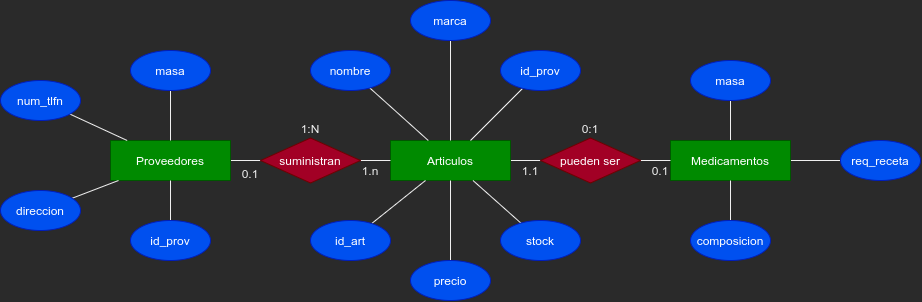 marca
masa
nombre
id_prov
masa
num_tlfn
1:N
0:1
Proveedores
suministran
Articulos
pueden ser
Medicamentos
req_receta
0.1
1.n
1.1
0.1
direccion
id_prov
id_art
stock
composicion
precio